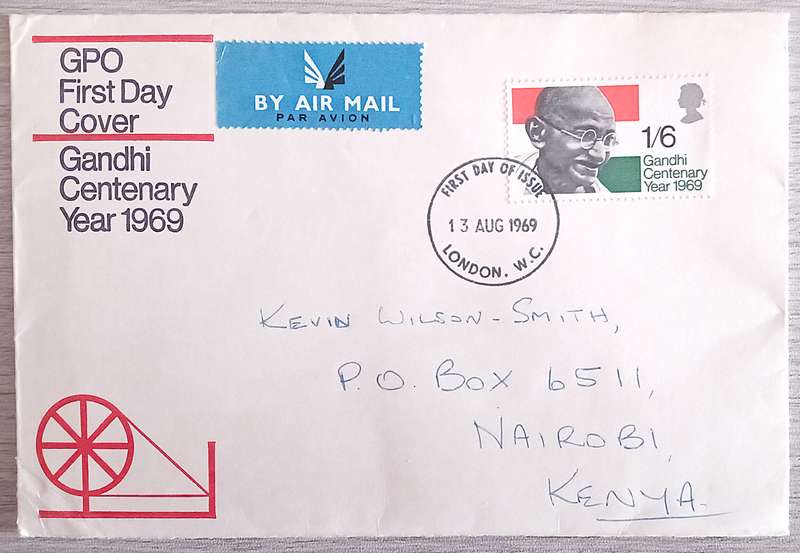 GPO
First Day
Cover
Gandhi
Centenary
Year 1969
BY AIR MAIL
PAR AVION
1/6
Gandhi
Centenary
Year 1969
FIRST DAY OF ISSUE
13 AUG 1969
LONDON. W.C.
KEVIN WILSON-SMITH,
P.O. BOX 6511,
NAIROBI,
KENYA.